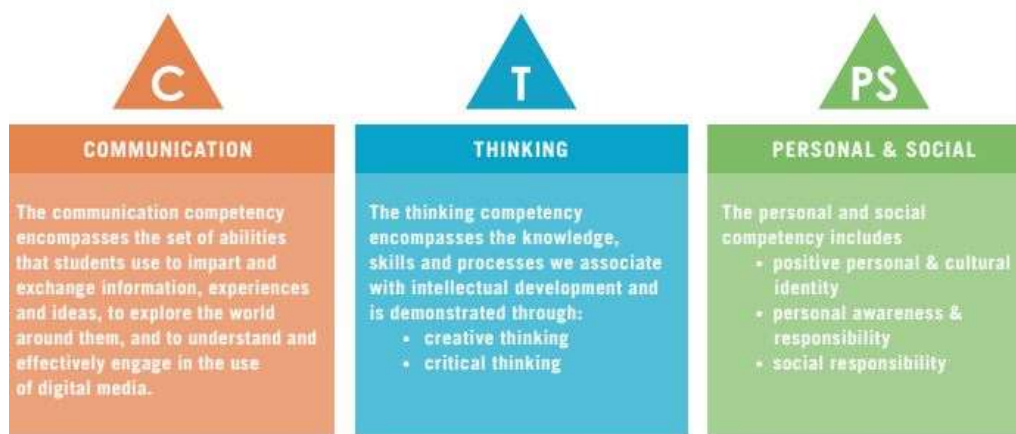 C
COMMUNICATION
The communication competency
encompasses the set of abilities
that students use to impart and
exchange information, experiences
and ideas, to explore the world
around them, and to understand and
effectively engage in the use
of digital media.
T
THINKING
The thinking competency
encompasses the knowledge,
skills and processes we associate
with intellectual development and
is demonstrated through:
• creative thinking
• critical thinking
PS
PERSONAL & SOCIAL
The personal and social
competency includes
• positive personal & cultural
identity
• personal awareness &
responsibility
• social responsibility